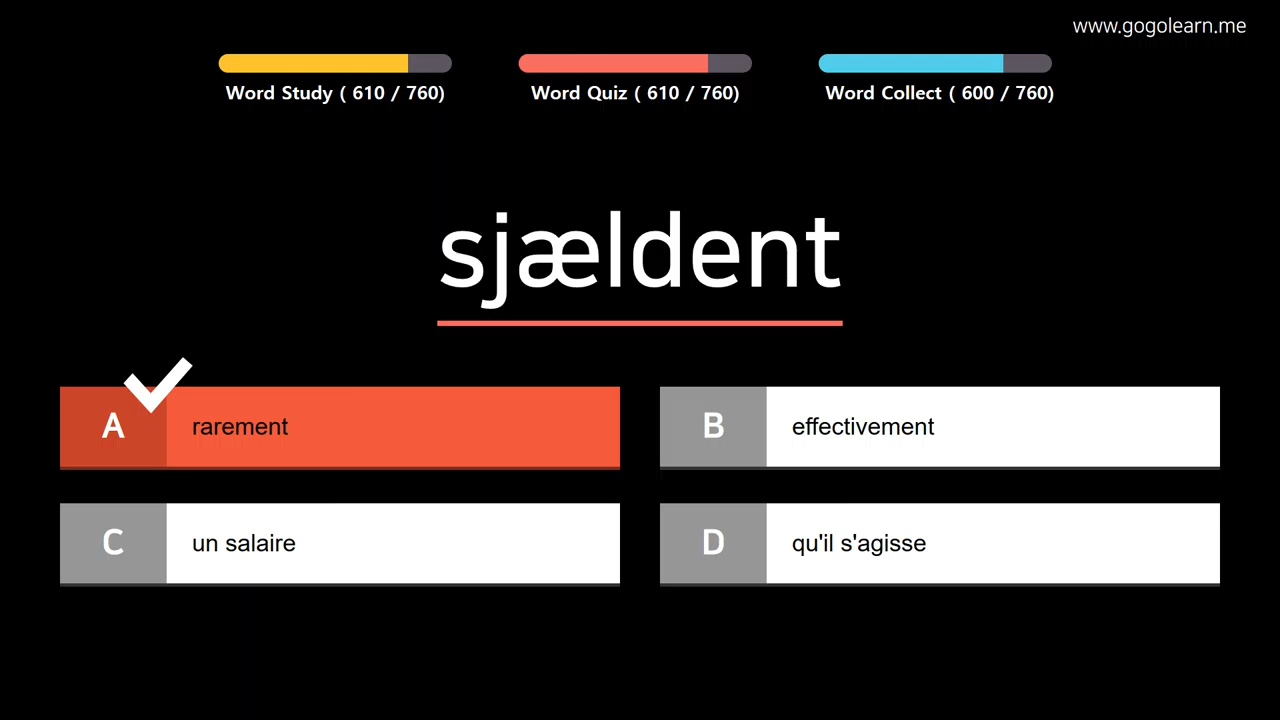 www.gogolearn.me
Word Study ( 610 / 760)
Word Quiz ( 610 / 760)
Word Collect ( 600 / 760)
sjældent
A rarement
B effectivement
C un salaire
D qu'il s'agisse